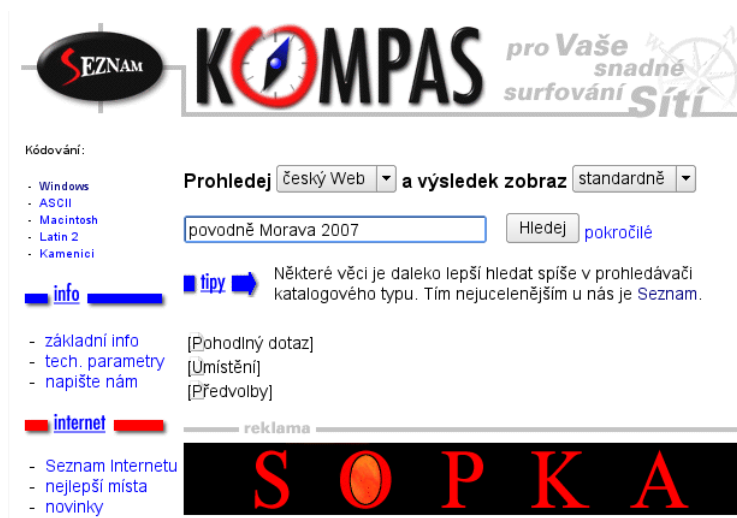 SEZNAM
KOMPAS
pro Vaše
snadné
surfování Sítí
Kódování:
- Windows
- ASCII
- Macintosh
- Latin 2
- Kamenici
Prohledej český Web a výsledek zobraz standardně
povodně Morava 2007 Hledej pokročilé
tipy Některé věci je daleko lepší hledat spíše v prohledávači
katalogového typu. Tím nejucelenějším u nás je Seznam.
info
- základní info
- tech. parametry
- napište nám
[Pohodlný dotaz]
[Umístění]
[Předvolby]
internet
- Seznam Internetu
- nejlepší místa
- novinky
reklama
SOPKA